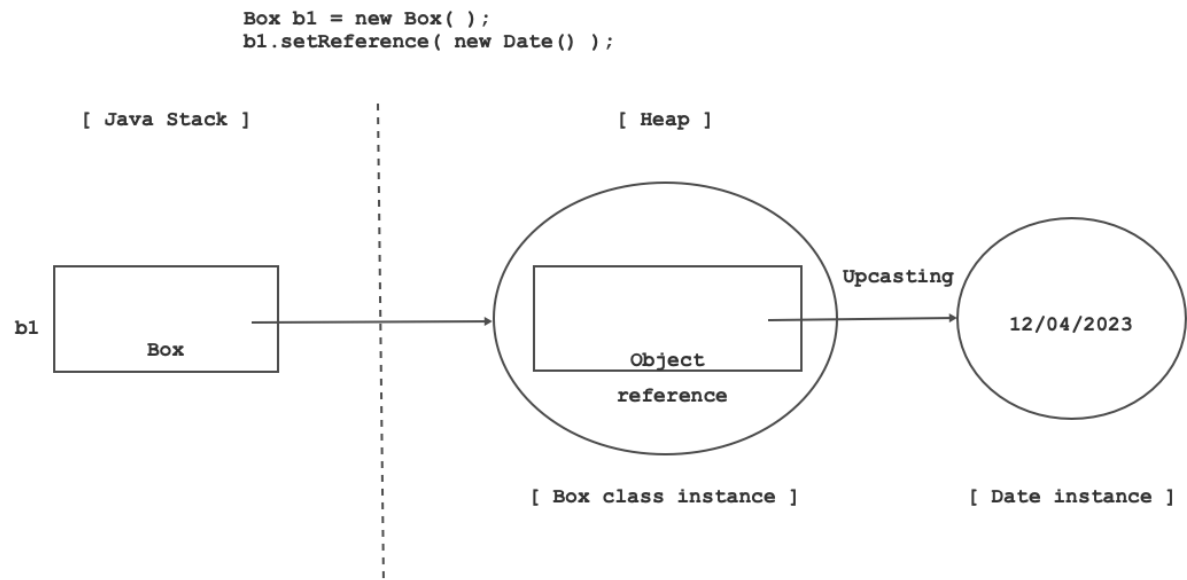 Box b1 = new Box( );
b1.setReference( new Date() );
[ Java Stack ]
[ Heap ]
Upcasting
b1
Box
Object
reference
12/04/2023
[ Box class instance ]
[ Date instance ]